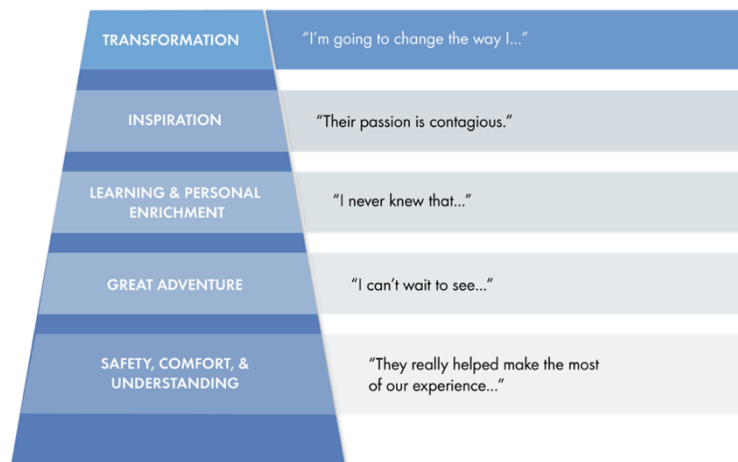 TRANSFORMATION
“I’m going to change the way I...”
INSPIRATION
“Their passion is contagious.”
LEARNING & PERSONAL
ENRICHMENT
“I never knew that...”
GREAT ADVENTURE
“I can’t wait to see...”
SAFETY, COMFORT, &
UNDERSTANDING
“They really helped make the most
of our experience...”